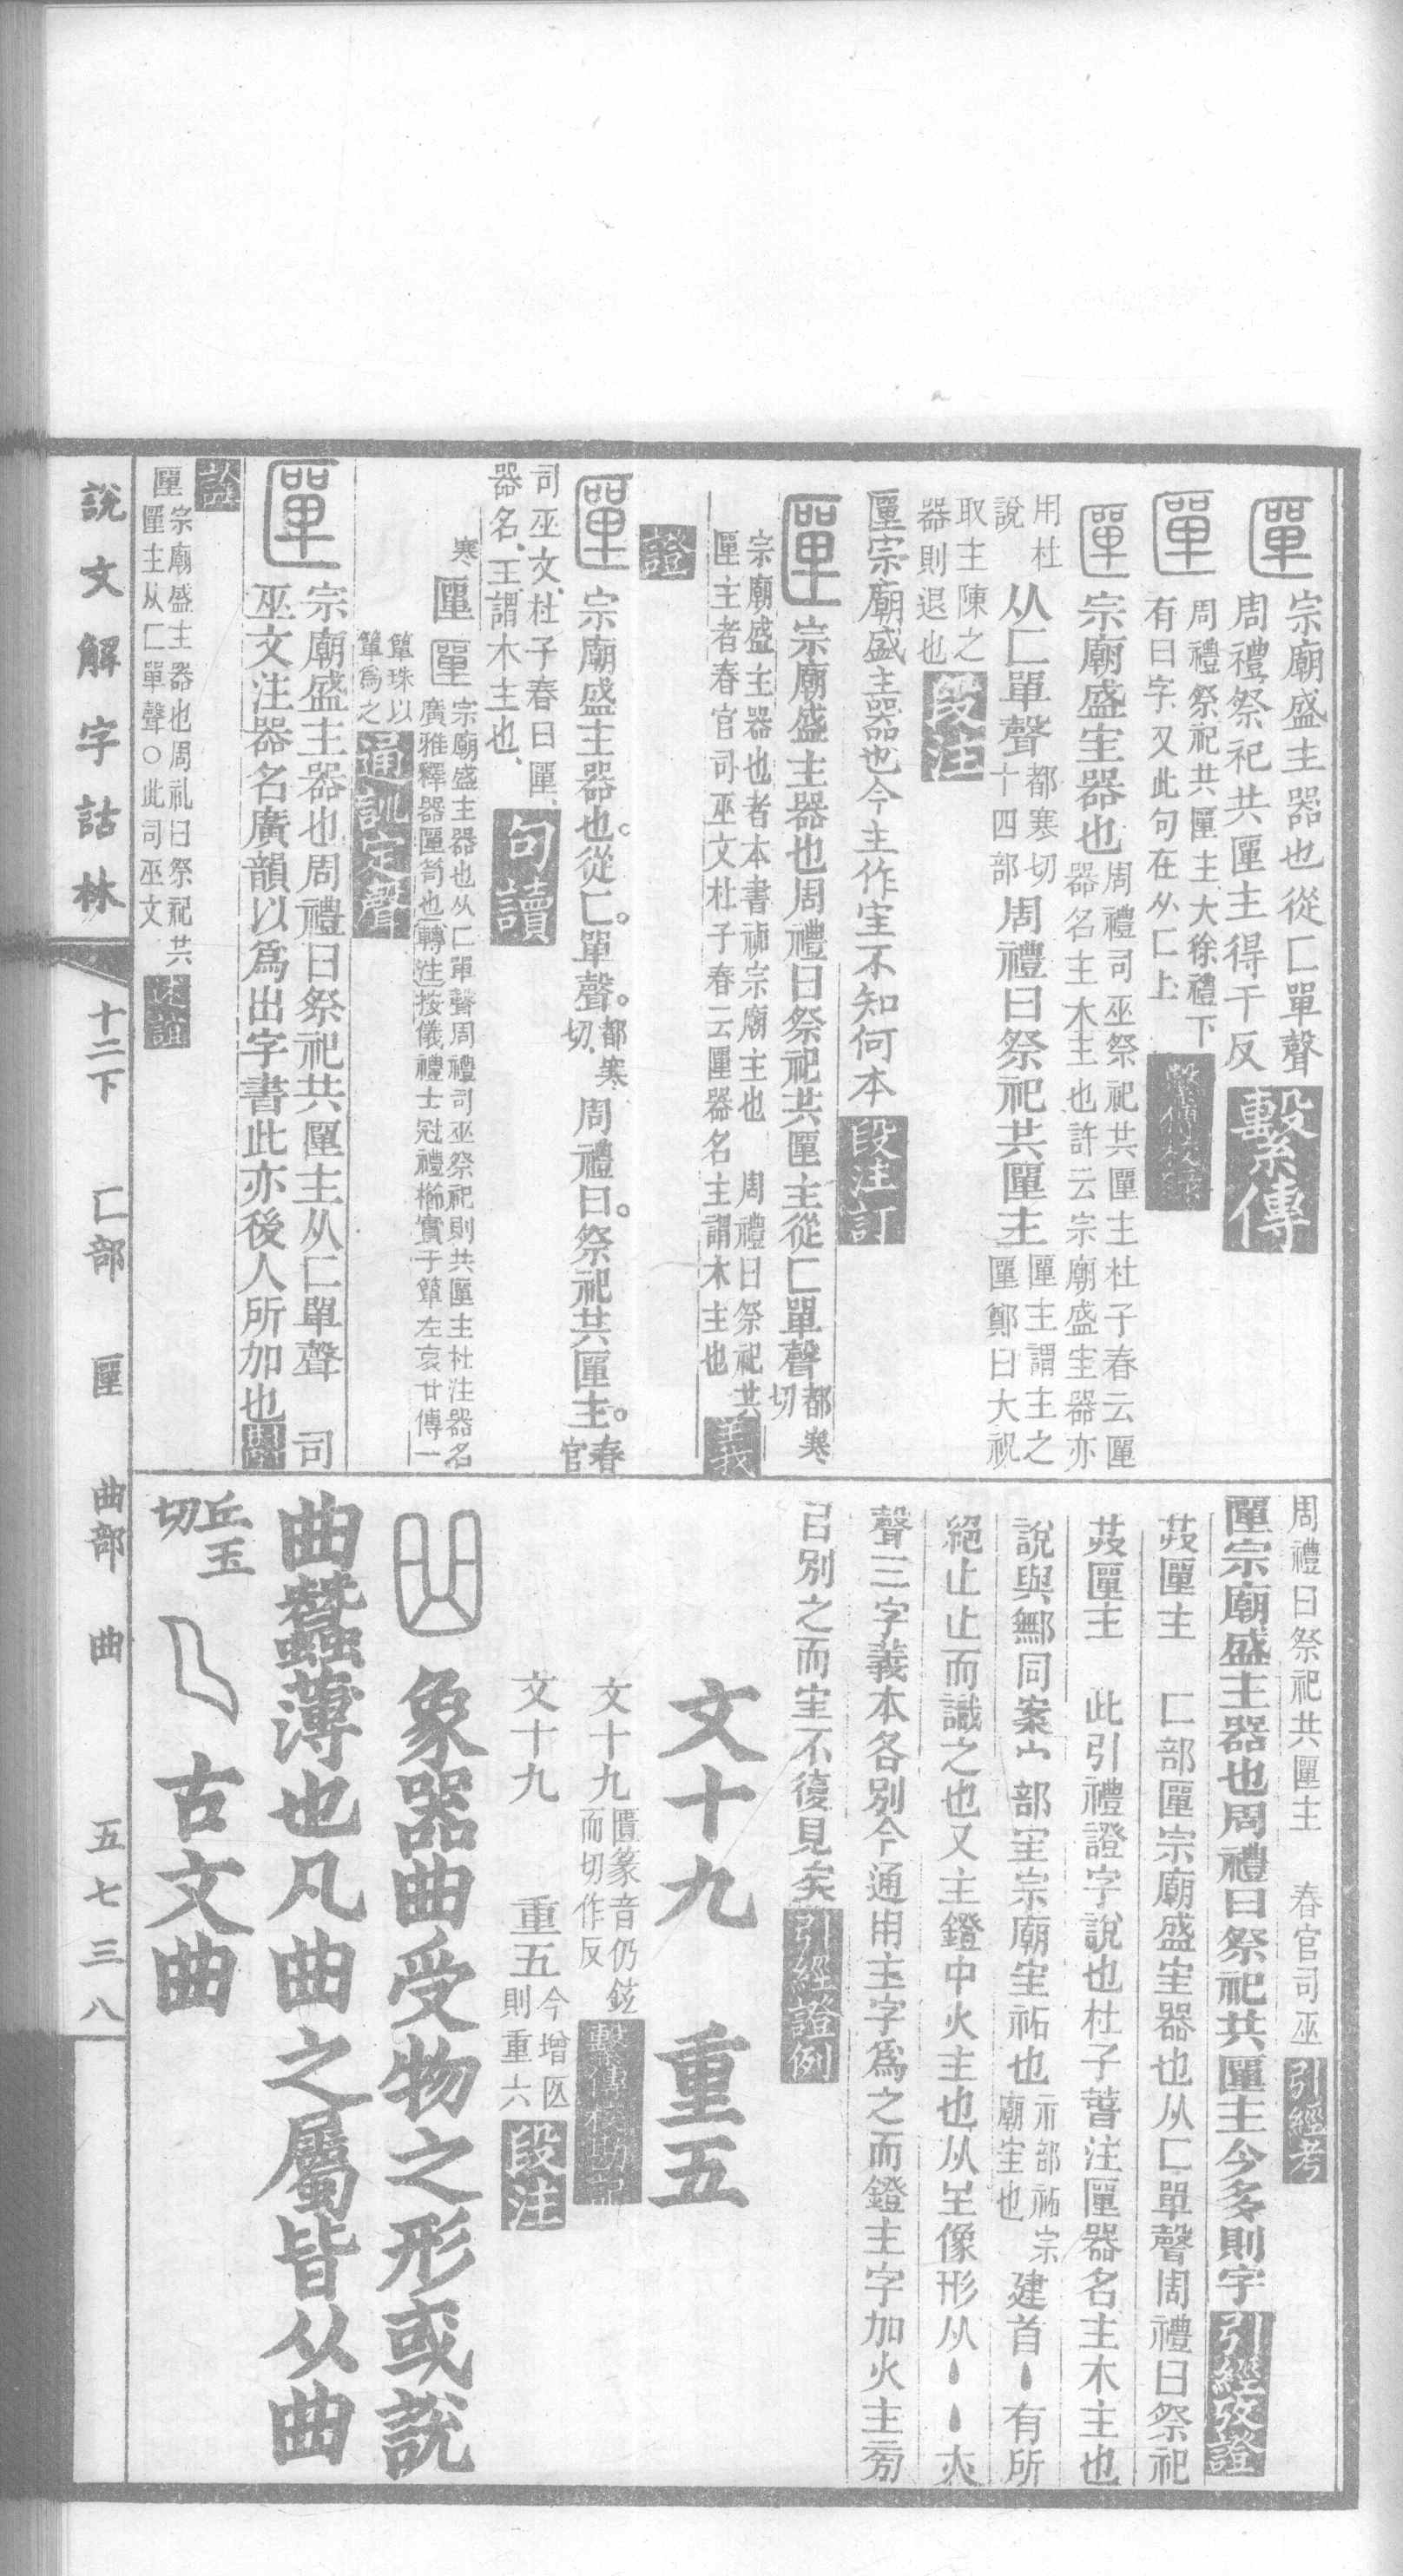 匰宗廟盛主器也從匚單聲
周禮祭祀共匰主得干反 繫傳
匰周禮祭祀共匰主大徐禮下
有曰字又此句在从匚上
匰宗廟盛宔器也周禮司巫祭祀共匰主杜子春云匰
器名主木主也許云宗廟盛宔器亦
用杜
說从匚單聲都寒切
十四部周禮曰祭祀共匰主匰主謂主之
匰鄭曰大祝
取主陳之
器則退也 段注
匰宗廟盛主器也今主作宔不知何本 段注訂
匰宗廟盛主器也周禮曰祭祀共匰主從匚單聲都寒
切
宗廟盛主器也者本書祏宗廟主也 周禮曰祭祀共
匰主者春官司巫文杜子春云匰器名主謂木主也 義
證
匰宗廟盛主器也。從匚。單聲。都寒
切、周禮曰。祭祀共匰主。春
官
司巫文、杜子春曰匰、
器名、主、謂木主也、 句讀
匰匰宗廟盛主器也从匚單聲周禮司巫祭祀則共匰主杜注器名
廣雅釋器匰笥也轉注按儀禮士冠禮櫛實于簞左哀廿傳一
簞珠以
簞爲之 通訓定聲
匰宗廟盛主器也周禮曰祭祀共匰主从匚單聲 司
巫文注器名廣韻以爲出字書此亦後人所加也
匰宗廟盛主器也周礼曰祭祀共
匰主从匚單聲○此司巫文
周禮曰祭祀共匰主 春官司巫 引經考
匰宗廟盛主器也周禮曰祭祀共匰主今多則字 引經攷證
匰主 匚部匰宗廟盛宔器也从匚單聲周禮曰祭祀
匰主 此引禮證字說也杜子萅注匰器名主木主也
說與鄦同案宀部宔宗廟宔祏也示部祏宗
廟宔也建首丶有所
絕止止而識之也又主鐙中火主也从呈像形从丶丶亦
聲三字義本各別今通用主字爲之而鐙主字加火主㫄
㠯別之而宔不復見矣 引經證例
文十九 重五
文十九匫篆音仍鉉
而切作反 繫傳校勘記
文十九 重五今增匛
則重六 段注
象器曲受物之形或說
曲蠶薄也凡曲之屬皆从曲
丘玉
切 古文曲
說文解字詁林 十二下 匚部 匰 曲部 曲 五七三八